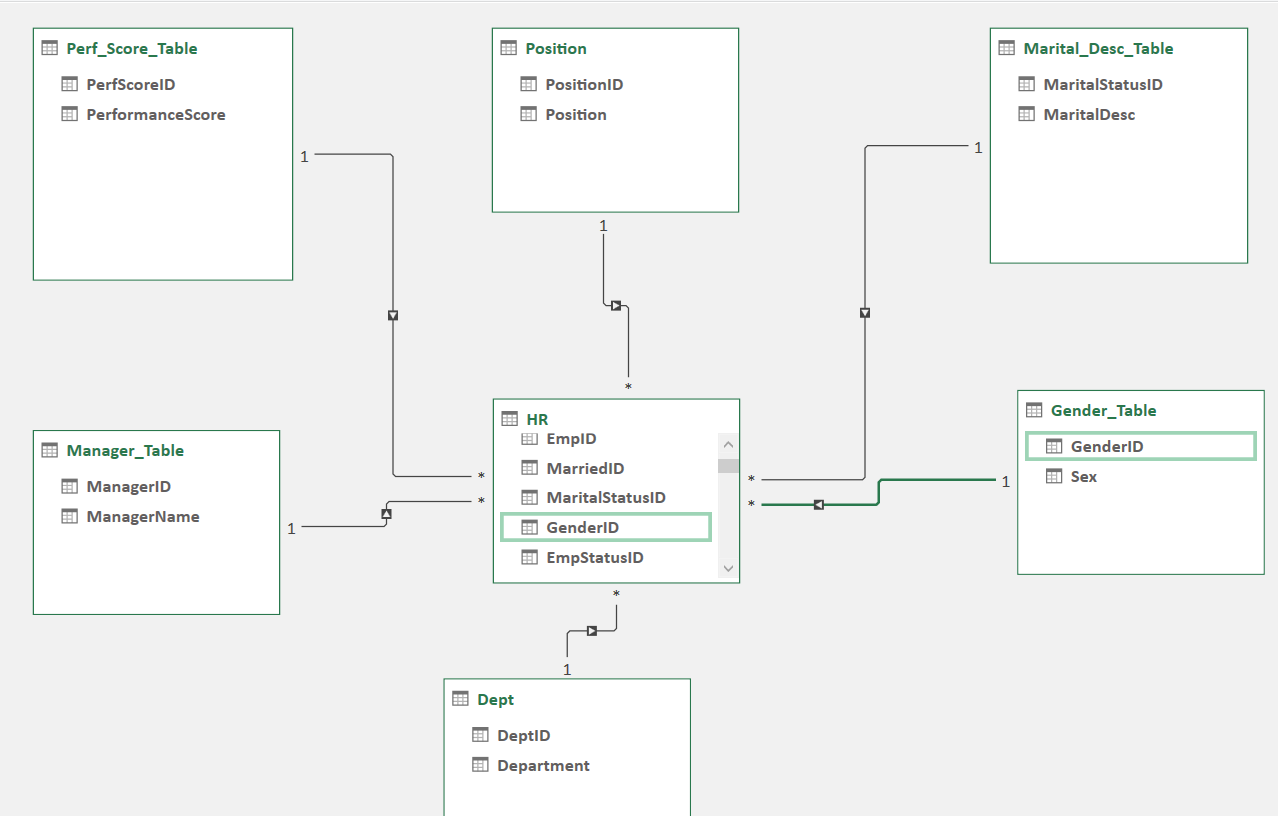 Perf_Score_Table
PerfScoreID
PerformanceScore
1
Position
PositionID
Position
1
Marital_Desc_Table
MaritalStatusID
MaritalDesc
1
*
HR
EmpID
MarriedID
MaritalStatusID
GenderID
EmpStatusID
*
*
*
*
*
Manager_Table
ManagerID
ManagerName
1
Gender_Table
GenderID
Sex
1
1
Dept
DeptID
Department